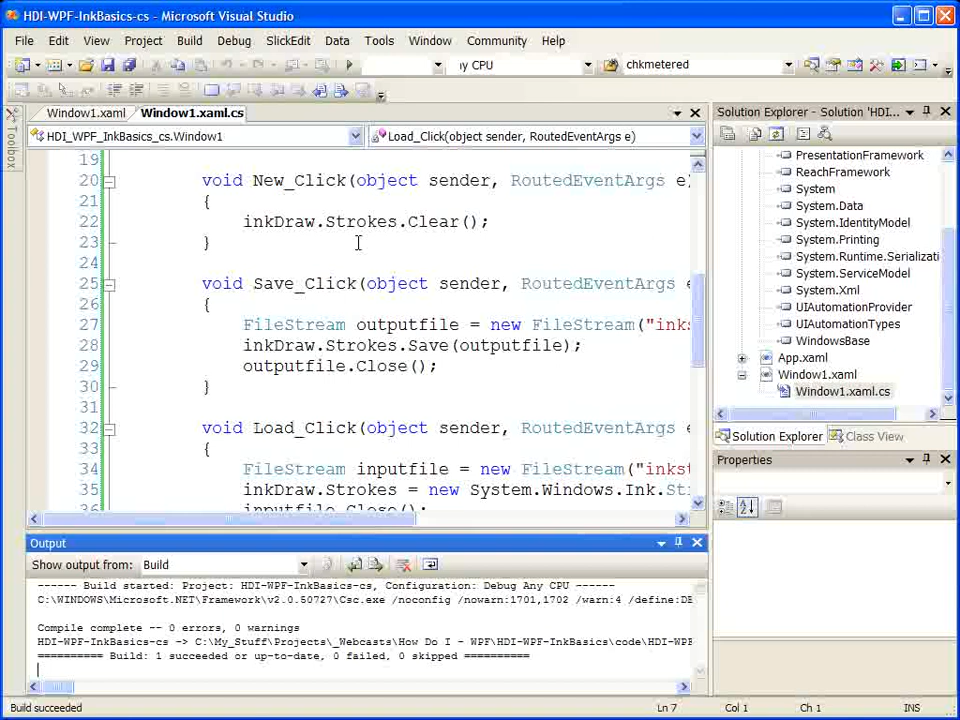 HDI-WPF-InkBasics-cs - Microsoft Visual Studio
File Edit View Project Build Debug SlickEdit Data Tools Window Community Help
ny CPU chkmetered
Window1.xaml Window1.xaml.cs
HDI_WPF_InkBasics_cs.Window1 Load_Click(object sender, RoutedEventArgs e)
Toolbox
19
20 void New_Click(object sender, RoutedEventArgs e)
21 {
22 inkDraw.Strokes.Clear();
23 }
24
25 void Save_Click(object sender, RoutedEventArgs e
26 {
27 FileStream outputfile = new FileStream("inks
28 inkDraw.Strokes.Save(outputfile);
29 outputfile.Close();
30 }
31
32 void Load_Click(object sender, RoutedEventArgs e
33 {
34 FileStream inputfile = new FileStream("inkst
35 inkDraw.Strokes = new System.Windows.Ink.Str
36 inputfile.Close();
Output
Show output from: Build
------ Build started: Project: HDI-WPF-InkBasics-cs, Configuration: Debug Any CPU ------
C:\WINDOWS\Microsoft.NET\Framework\v2.0.50727\Csc.exe /noconfig /nowarn:1701,1702 /warn:4 /define:DE
Compile complete -- 0 errors, 0 warnings
HDI-WPF-InkBasics-cs -> C:\My_Stuff\Projects\_Webcasts\How Do I - WPF\HDI-WPF-InkBasics\code\HDI-WPF
========== Build: 1 succeeded or up-to-date, 0 failed, 0 skipped ==========
Solution Explorer - Solution 'HDI...
PresentationFramework
ReachFramework
System
System.Data
System.IdentityModel
System.Printing
System.Runtime.Serializati
System.ServiceModel
System.Xml
UIAutomationProvider
UIAutomationTypes
WindowsBase
App.xaml
Window1.xaml
Window1.xaml.cs
Solution Explorer Class View
Properties
Build succeeded Ln 7 Col 1 Ch 1 INS